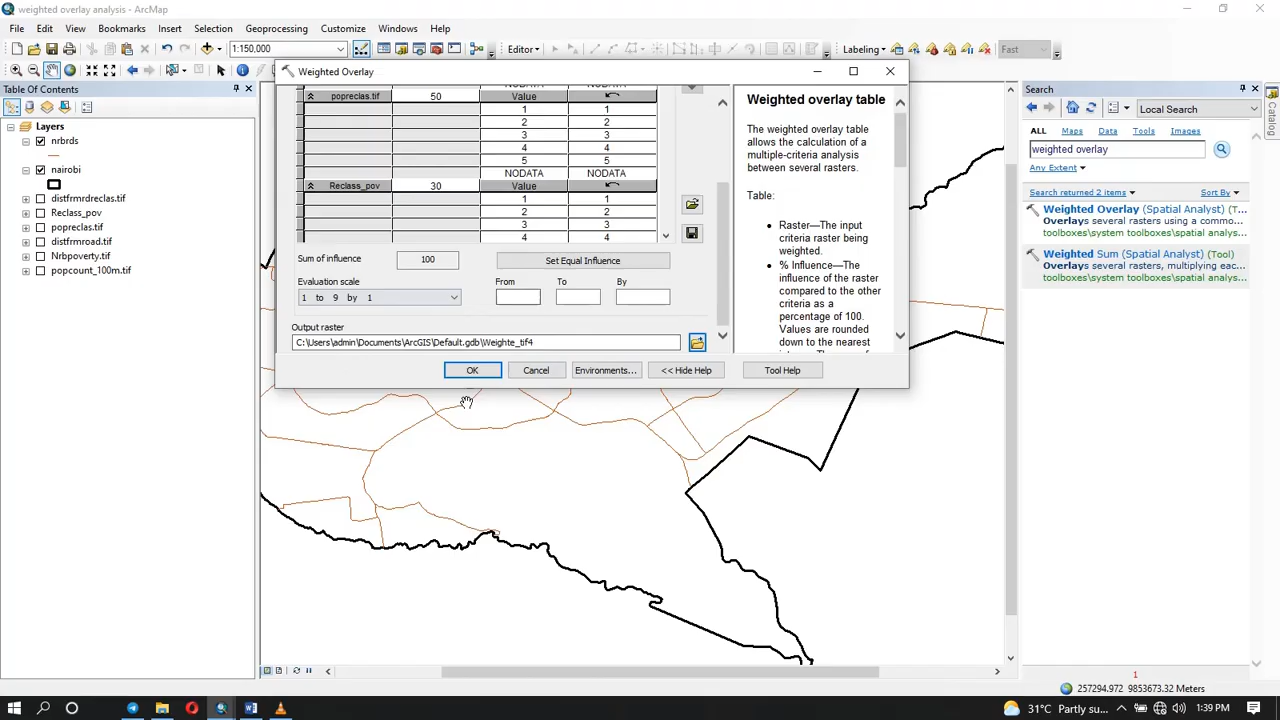 weighted overlay analysis - ArcMap
File Edit View Bookmarks Insert Selection Geoprocessing Customize Windows Help
1:150,000
Editor
Labeling
Fast
Table Of Contents
Layers
nrbrds
nairobi
distfrmrdreclas.tif
Reclass_pov
popreclas.tif
distfrmroad.tif
Nrbpoverty.tif
popcount_100m.tif
Weighted Overlay
popreclas.tif 50 Value
1 1
2 2
3 3
4 4
5 5
NODATA NODATA
Reclass_pov 30 Value
1 1
2 2
3 3
4 4
Sum of influence 100 Set Equal Influence
Evaluation scale From To By
1 to 9 by 1
Output raster
C:\Users\admin\Documents\ArcGIS\Default.gdb\Weighte_tif4
OK Cancel Environments... << Hide Help Tool Help
Weighted overlay table
The weighted overlay table
allows the calculation of a
multiple-criteria analysis
between several rasters.
Table:
Raster—The input
criteria raster being
weighted.
% Influence—The
influence of the raster
compared to the other
criteria as a
percentage of 100.
Values are rounded
down to the nearest
Search
Local Search
ALL Maps Data Tools Images
weighted overlay
Any Extent
Search returned 2 items Sort By
Weighted Overlay (Spatial Analyst) (T...
Overlays several rasters using a commo...
toolboxes\system toolboxes\spatial analys...
Weighted Sum (Spatial Analyst) (Tool)
Overlays several rasters, multiplying eac...
toolboxes\system toolboxes\spatial analys...
Catalog
1
257294.972 9853673.32 Meters
31°C Partly su... 1:39 PM